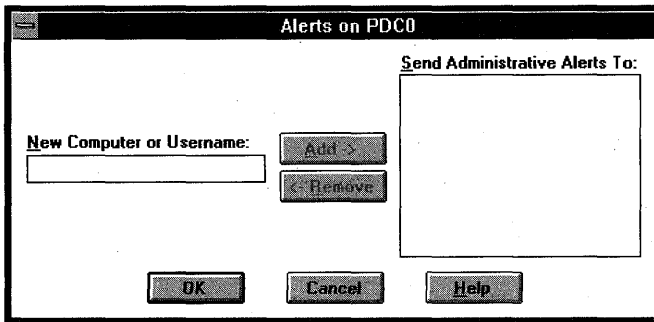 Alerts on PDC0
Send Administrative Alerts To:
New Computer or Username:
Add ->
<- Remove
OK
Cancel
Help